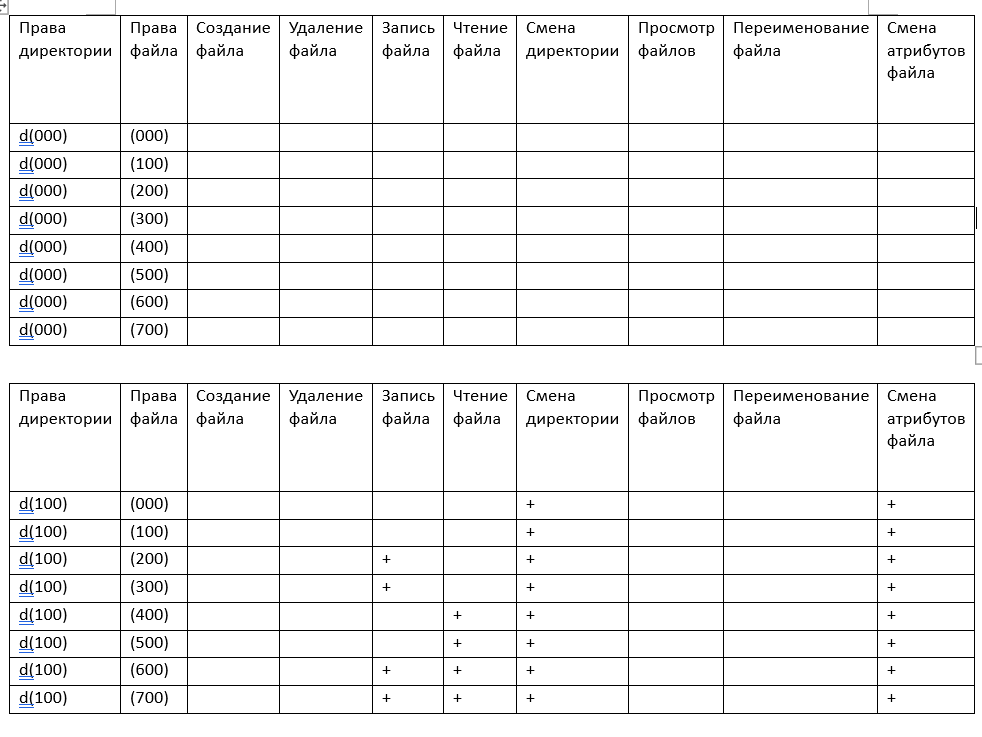 Права директории Права файла Создание файла Удаление файла Запись файла Чтение файла Смена директории Просмотр файлов Переименование файла Смена атрибутов файла
d(000) (000)
d(000) (100)
d(000) (200)
d(000) (300)
d(000) (400)
d(000) (500)
d(000) (600)
d(000) (700)
Права директории Права файла Создание файла Удаление файла Запись файла Чтение файла Смена директории Просмотр файлов Переименование файла Смена атрибутов файла
d(100) (000) + +
d(100) (100) + +
d(100) (200) + + +
d(100) (300) + + +
d(100) (400) + + +
d(100) (500) + + +
d(100) (600) + + + +
d(100) (700) + + + +